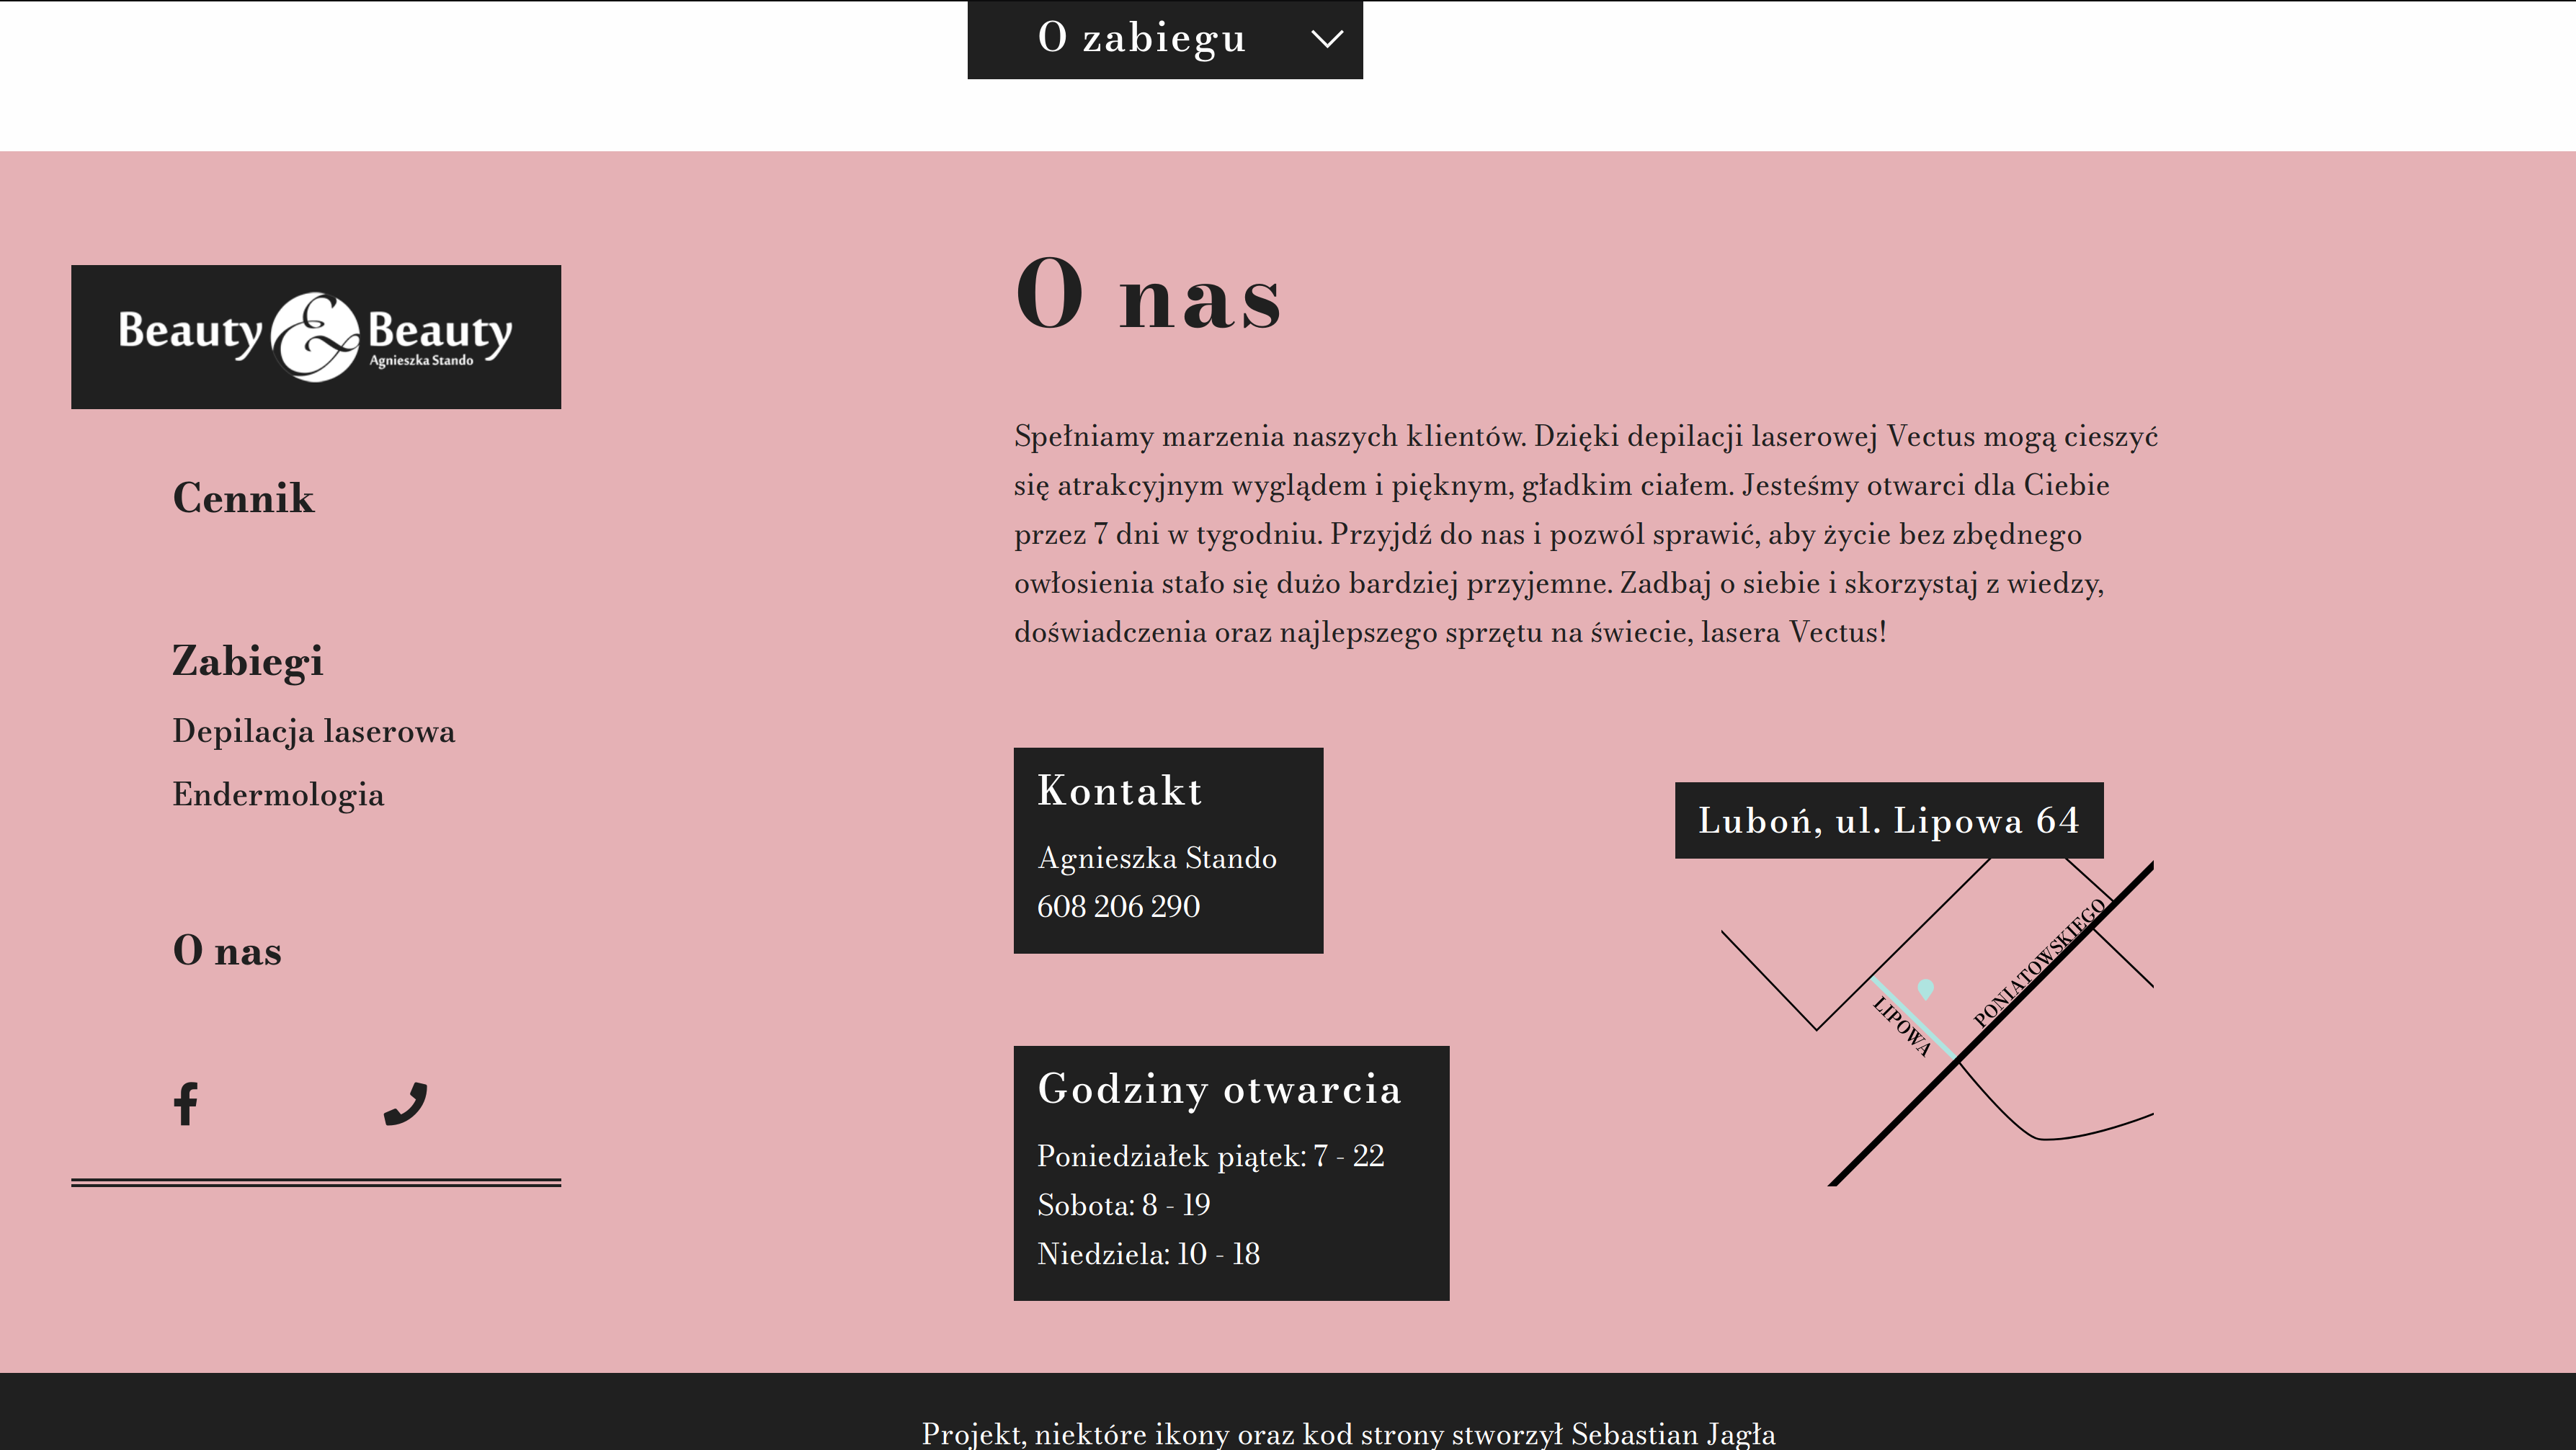 O zabiegu
Beauty & Beauty
Agnieszka Stando
Cennik
Zabiegi
Depilacja laserowa
Endermologia
O nas
O nas
Spełniamy marzenia naszych klientów. Dzięki depilacji laserowej Vectus mogą cieszyć
się atrakcyjnym wyglądem i pięknym, gładkim ciałem. Jesteśmy otwarci dla Ciebie
przez 7 dni w tygodniu. Przyjdź do nas i pozwól sprawić, aby życie bez zbędnego
owłosienia stało się dużo bardziej przyjemne. Zadbaj o siebie i skorzystaj z wiedzy,
doświadczenia oraz najlepszego sprzętu na świecie, lasera Vectus!
Kontakt
Agnieszka Stando
608 206 290
Godziny otwarcia
Poniedziałek piątek: 7 - 22
Sobota: 8 - 19
Niedziela: 10 - 18
Luboń, ul. Lipowa 64
PONIATOWSKIEGO
LIPOWA
Projekt, niektóre ikony oraz kod strony stworzył Sebastian Jagła